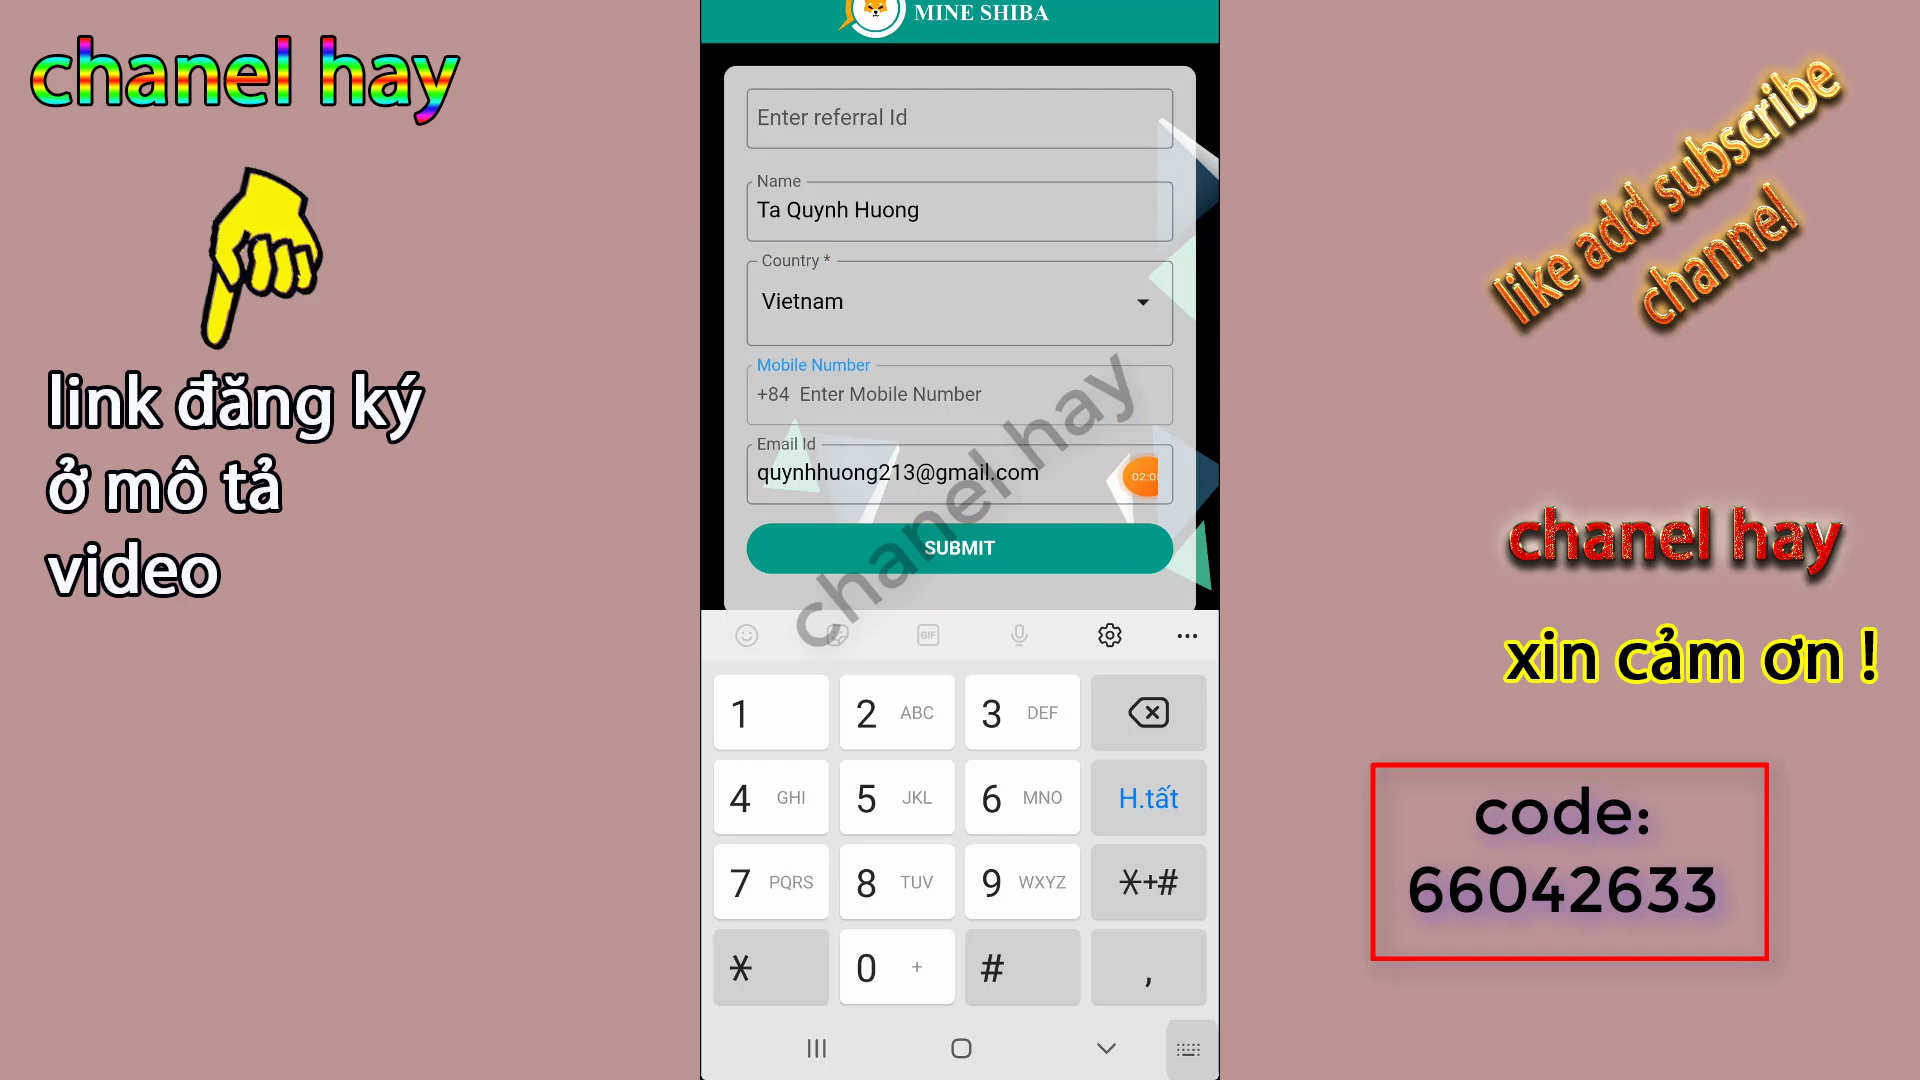 chanel hay
link đăng ký
ở mô tả
video
MINE SHIBA
Enter referral Id
Name
Ta Quynh Huong
Country *
Vietnam
Mobile Number
+84 Enter Mobile Number
Email Id
quynhhuong213@gmail.com
SUBMIT
chanel hay
GIF
1
2 ABC
3 DEF
4 GHI
5 JKL
6 MNO
H.tất
7 PQRS
8 TUV
9 WXYZ
*+#
*
0 +
#
,
like add subscribe
channel
chanel hay
xin cảm ơn !
code:
66042633